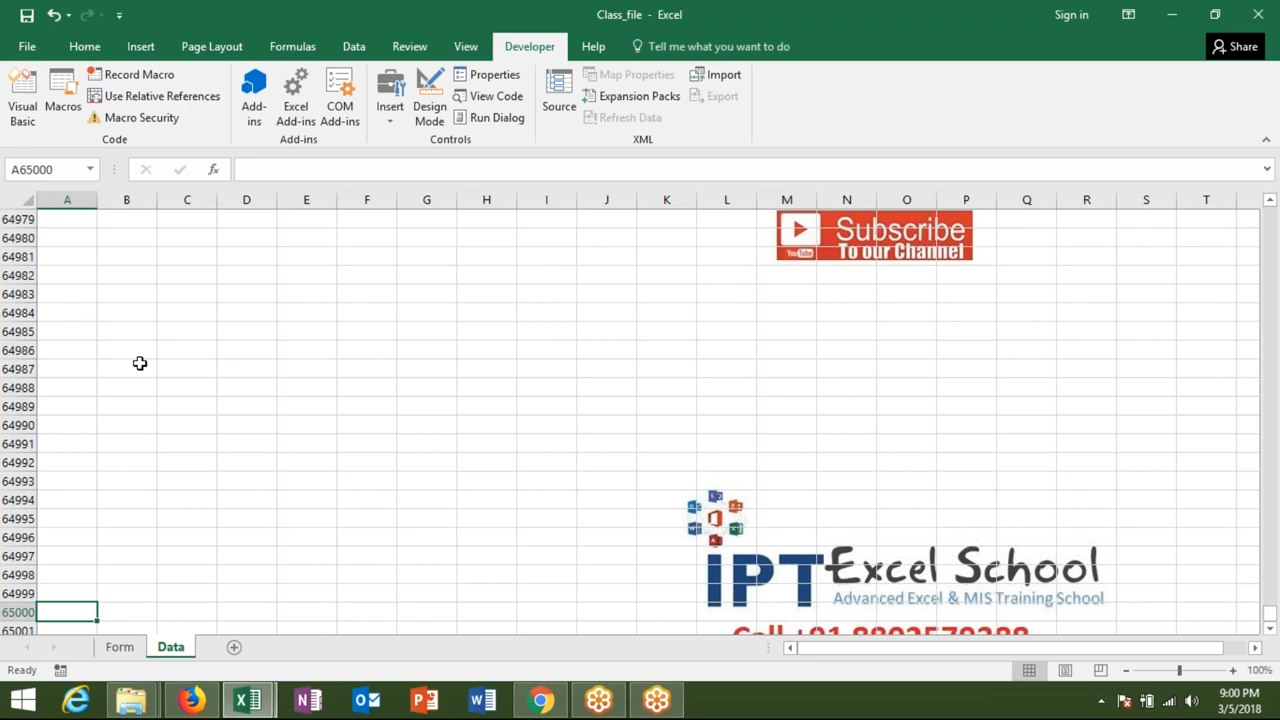 Class_file - Excel
Sign in
File Home Insert Page Layout Formulas Data Review View Developer Help Tell me what you want to do Share
Visual Basic
Macros
Record Macro
Use Relative References
Macro Security
Code
Add-ins
Excel Add-ins
COM Add-ins
Add-ins
Insert
Design Mode
Properties
View Code
Run Dialog
Controls
Source
Map Properties
Expansion Packs
Refresh Data
Import
Export
XML
A65000
fx
A B C D E F G H I J K L M N O P Q R S T
64979
64980
64981
64982
64983
64984
64985
64986
64987
64988
64989
64990
64991
64992
64993
64994
64995
64996
64997
64998
64999
65000
65001
Subscribe
YouTube
To our Channel
IPT Excel School
Advanced Excel & MIS Training School
Form Data
Ready
100%
9:00 PM
3/5/2018